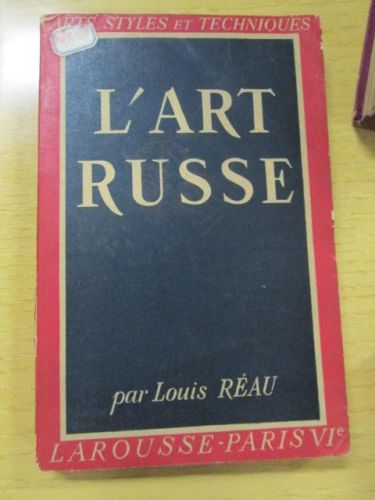 ARTS, STYLES ET TECHNIQUES
L'ART
RUSSE
par Louis RÉAU
LAROUSSE-PARIS VIe